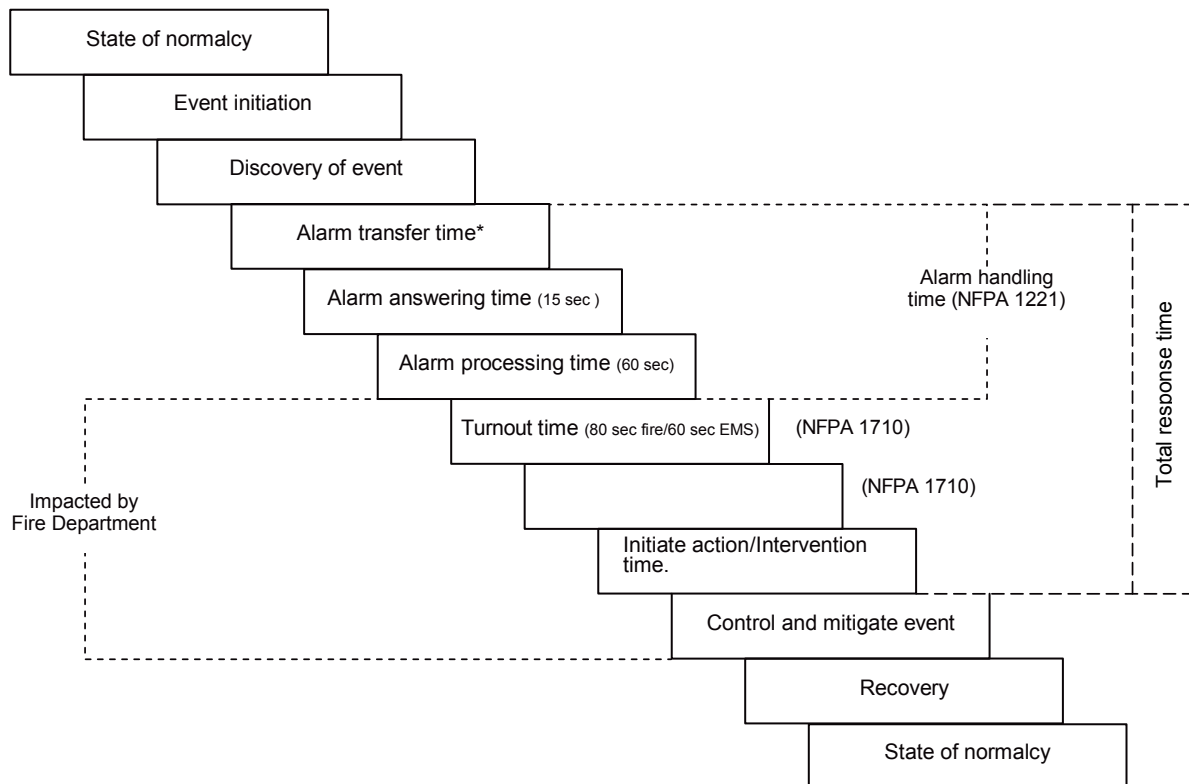 State of normalcy
Event initiation
Discovery of event
Alarm transfer time*
Alarm handling
time (NFPA 1221)
Alarm answering time (15 sec )
Alarm processing time (60 sec)
Total response time
Turnout time (80 sec fire/60 sec EMS)
(NFPA 1710)
(NFPA 1710)
Impacted by
Fire Department
Initiate action/Intervention
time.
Control and mitigate event
Recovery
State of normalcy